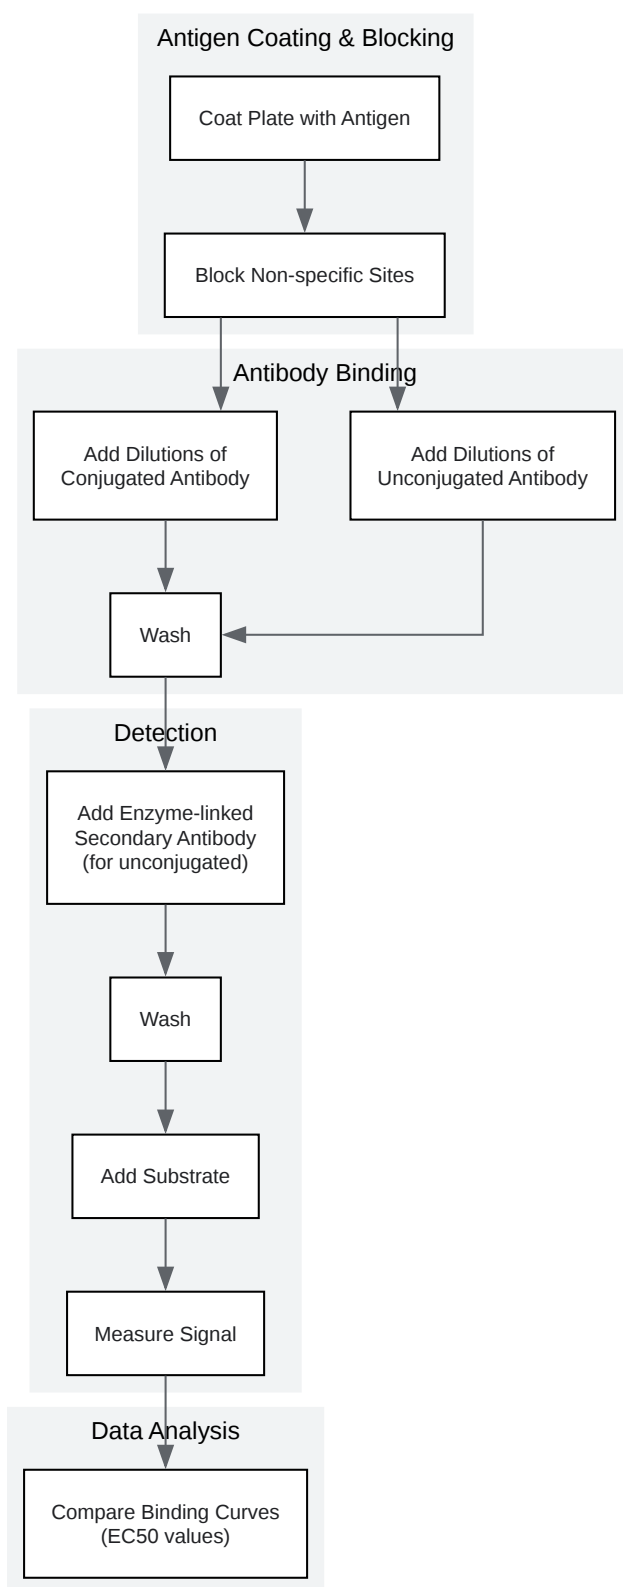 Antigen Coating & Blocking
Coat Plate with Antigen
Block Non-specific Sites
Antibody Binding
Add Dilutions of
Conjugated Antibody
Add Dilutions of
Unconjugated Antibody
Wash
Detection
Add Enzyme-linked
Secondary Antibody
(for unconjugated)
Wash
Add Substrate
Measure Signal
Data Analysis
Compare Binding Curves
(EC50 values)